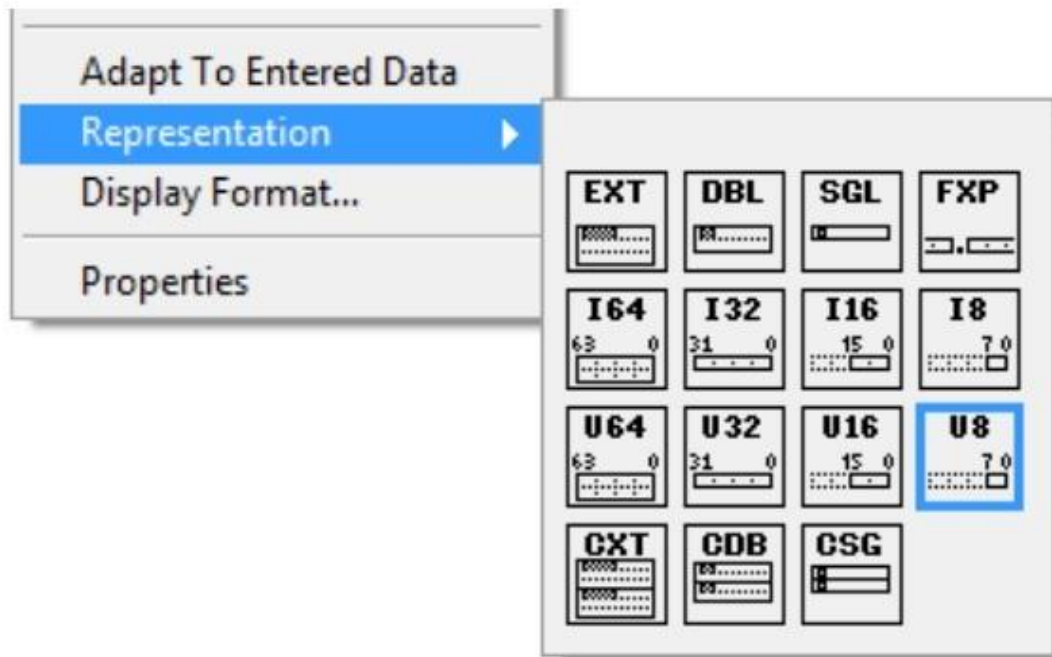 Adapt To Entered Data
Representation
Display Format...
Properties
EXT DBL SGL FXP
I64 I32 I16 I8
63 0 31 0 15 0 7 0
U64 U32 U16 U8
63 0 31 0 15 0 7 0
CXT CDB CSG